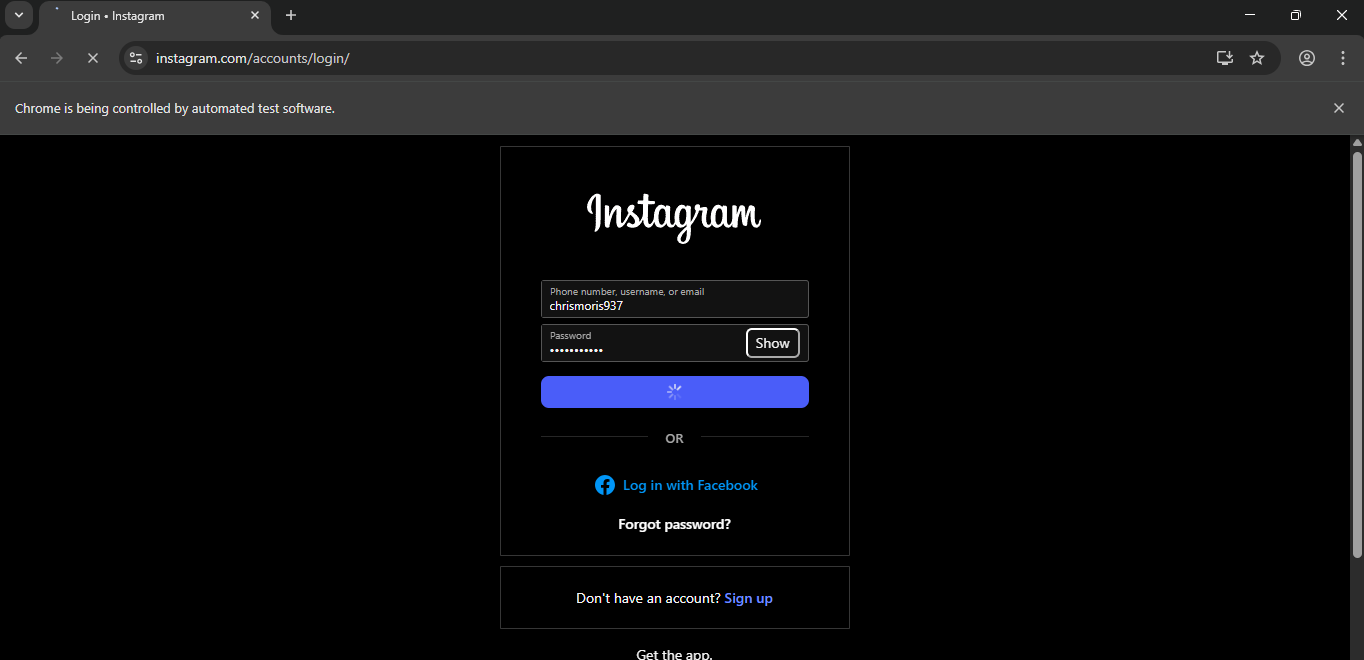 Login • Instagram
instagram.com/accounts/login/
Chrome is being controlled by automated test software.
Instagram
Phone number, username, or email
chrismoris937
Password
•••••••••••
Show
OR
Log in with Facebook
Forgot password?
Don't have an account? Sign up
Get the app.